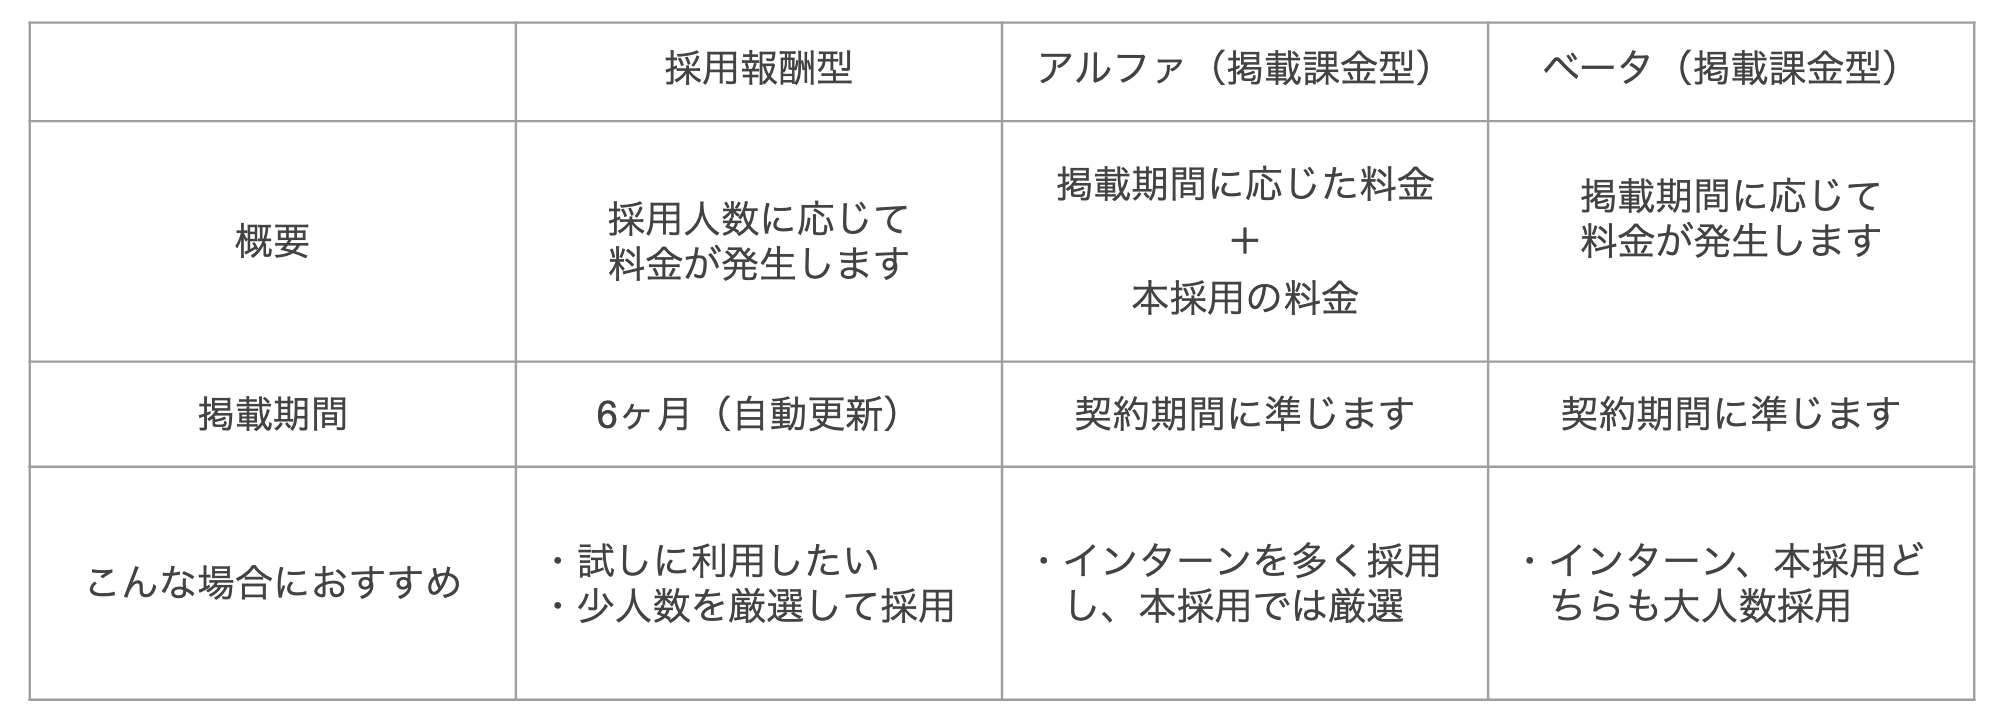 採用報酬型
アルファ（掲載課金型）
ベータ（掲載課金型）
概要
採用人数に応じて
料金が発生します
掲載期間に応じた料金
＋
本採用の料金
掲載期間に応じて
料金が発生します
掲載期間
6ヶ月（自動更新）
契約期間に準じます
契約期間に準じます
こんな場合におすすめ
・試しに利用したい
・少人数を厳選して採用
・インターンを多く採用
し、本採用では厳選
・インターン、本採用ど
ちらも大人数採用